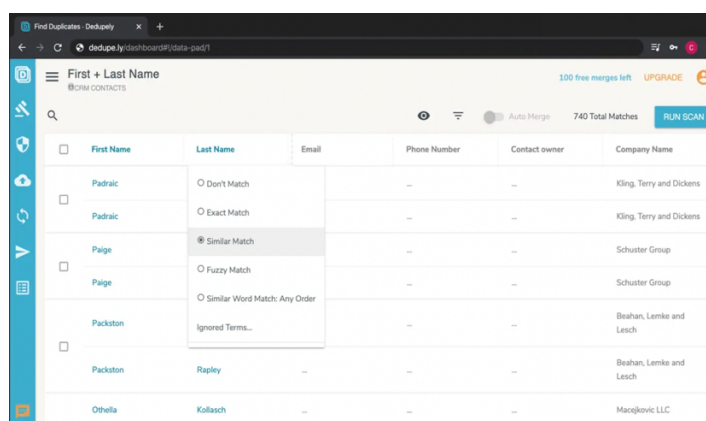 Find Duplicates - Dedupely
dedupe.ly/dashboard#!/data-pad/1
First + Last Name
CRM CONTACTS
100 free merges left UPGRADE
Auto Merge 740 Total Matches RUN SCAN
First Name Last Name Email Phone Number Contact owner Company Name
Padraic Don't Match -- -- Kling, Terry and Dickens
Exact Match
Padraic -- -- Kling, Terry and Dickens
Similar Match
Paige -- -- Schuster Group
Fuzzy Match
Paige -- -- Schuster Group
Similar Word Match: Any Order
Ignored Terms...
Packston -- -- Beahan, Lemke and
Lesch
Packston Rapley -- -- -- Beahan, Lemke and
Lesch
Othella Kollasch -- -- -- Macejkovic LLC